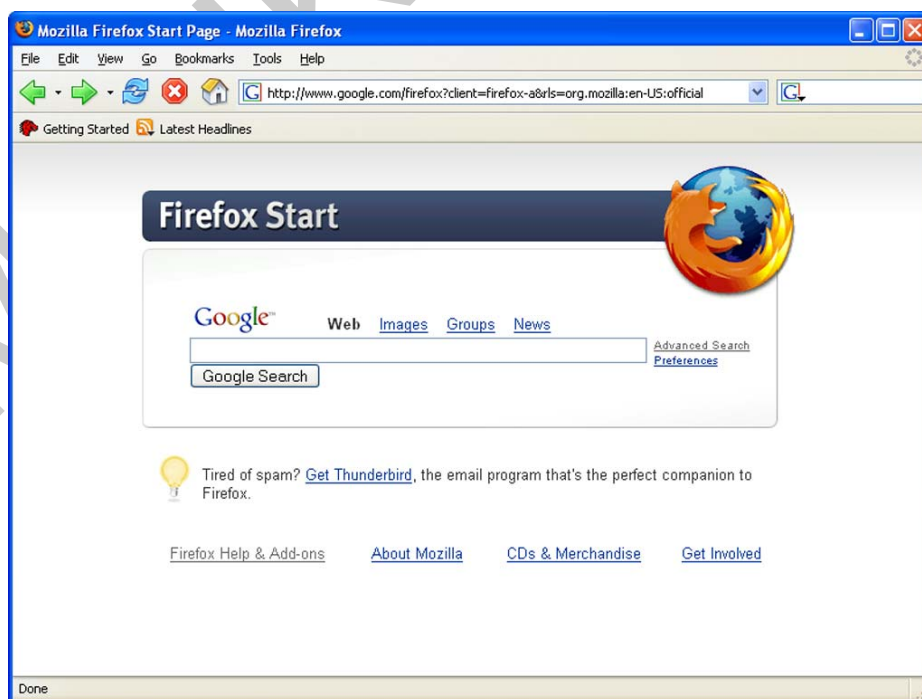 Mozilla Firefox Start Page - Mozilla Firefox
File Edit View Go Bookmarks Tools Help
http://www.google.com/firefox?client=firefox-a&rls=org.mozilla:en-US:official
Getting Started Latest Headlines
Firefox Start
Google™ Web Images Groups News
Advanced Search
Preferences
Google Search
Tired of spam? Get Thunderbird, the email program that's the perfect companion to
Firefox.
Firefox Help & Add-ons About Mozilla CDs & Merchandise Get Involved
Done